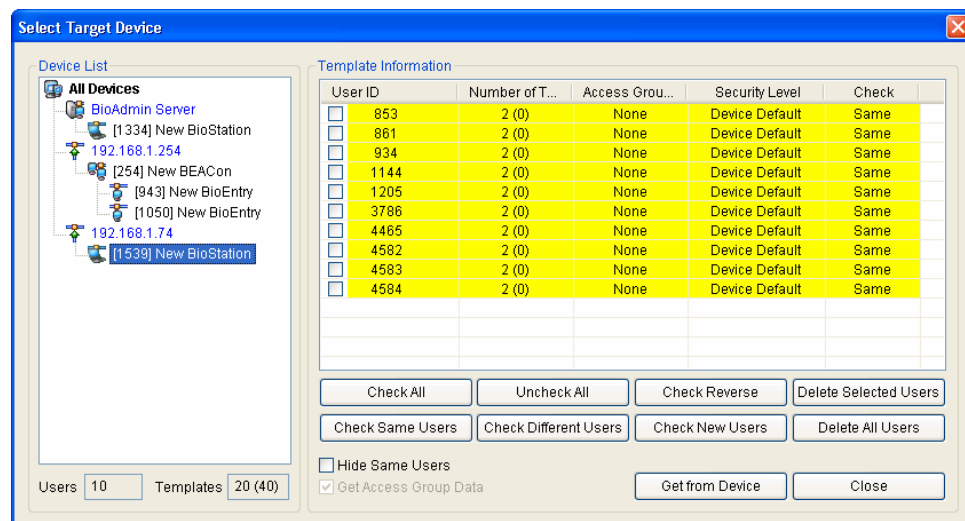 Select Target Device
Device List
All Devices
BioAdmin Server
[1334] New BioStation
192.168.1.254
[254] New BEACon
[943] New BioEntry
[1050] New BioEntry
192.168.1.74
[1539] New BioStation
Users 10 Templates 20 (40)
Template Information
User ID Number of T... Access Grou... Security Level Check
853 2 (0) None Device Default Same
861 2 (0) None Device Default Same
934 2 (0) None Device Default Same
1144 2 (0) None Device Default Same
1205 2 (0) None Device Default Same
3786 2 (0) None Device Default Same
4465 2 (0) None Device Default Same
4582 2 (0) None Device Default Same
4583 2 (0) None Device Default Same
4584 2 (0) None Device Default Same
Check All Uncheck All Check Reverse Delete Selected Users
Check Same Users Check Different Users Check New Users Delete All Users
Hide Same Users
Get Access Group Data
Get from Device Close